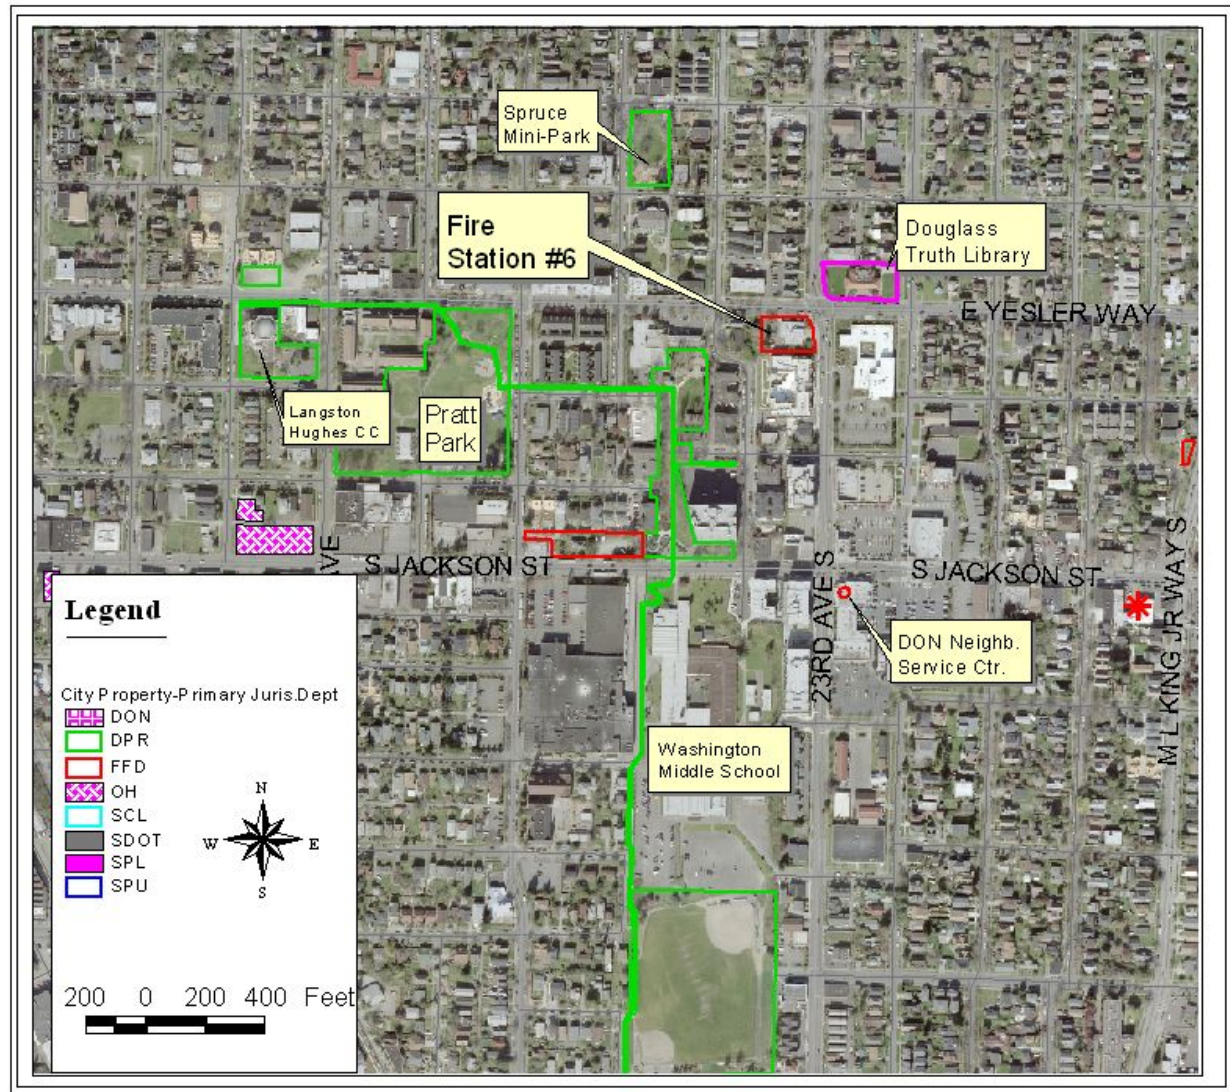 Spruce
Mini-Park
Fire
Station #6
Douglass
Truth Library
E YESLER WAY
Langston
Hughes CC
Pratt
Park
AVE
S JACKSON ST
S JACKSON ST
23RD AVE S
M L KING JR WAY S
DON Neighb.
Service Ctr.
Washington
Middle School
Legend
City Property-Primary Juris.Dept
DON
DPR
FFD
OH
SCL
SDOT
SPL
SPU
N
W E
S
200 0 200 400 Feet